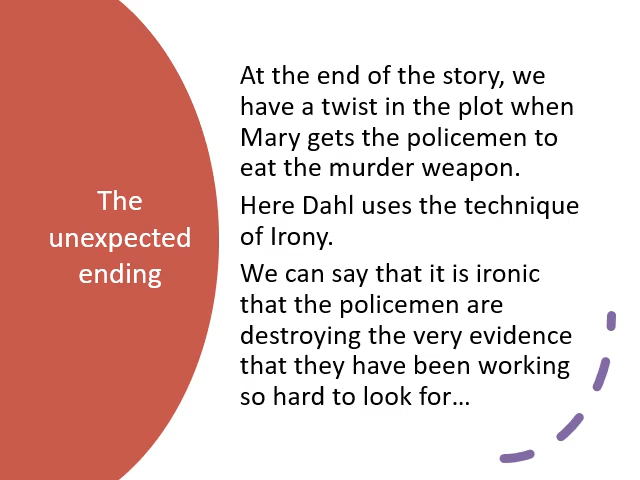 The
unexpected
ending
At the end of the story, we
have a twist in the plot when
Mary gets the policemen to
eat the murder weapon.
Here Dahl uses the technique
of Irony.
We can say that it is ironic
that the policemen are
destroying the very evidence
that they have been working
so hard to look for…